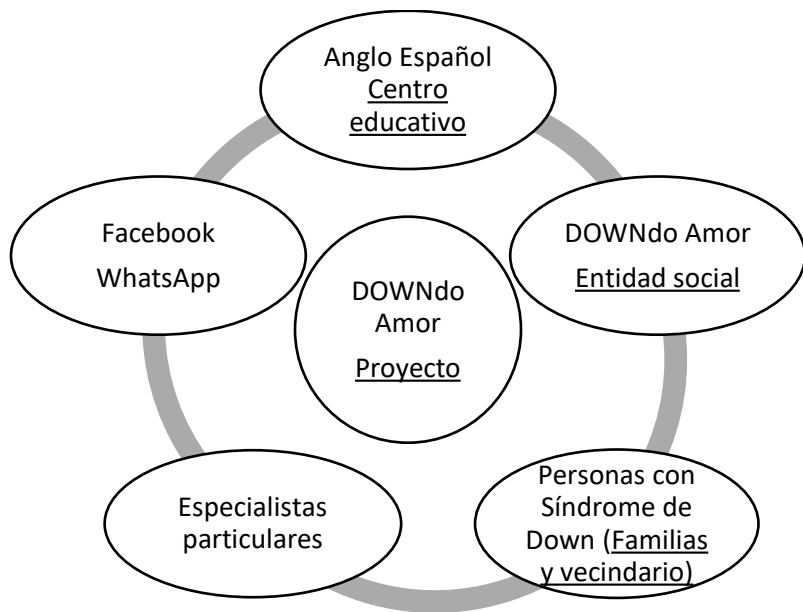 Anglo Español
Centro
educativo
Facebook
WhatsApp
DOWNdo Amor
Entidad social
DOWNdo
Amor
Proyecto
Especialistas
particulares
Personas con
Síndrome de
Down (Familias
y vecindario)